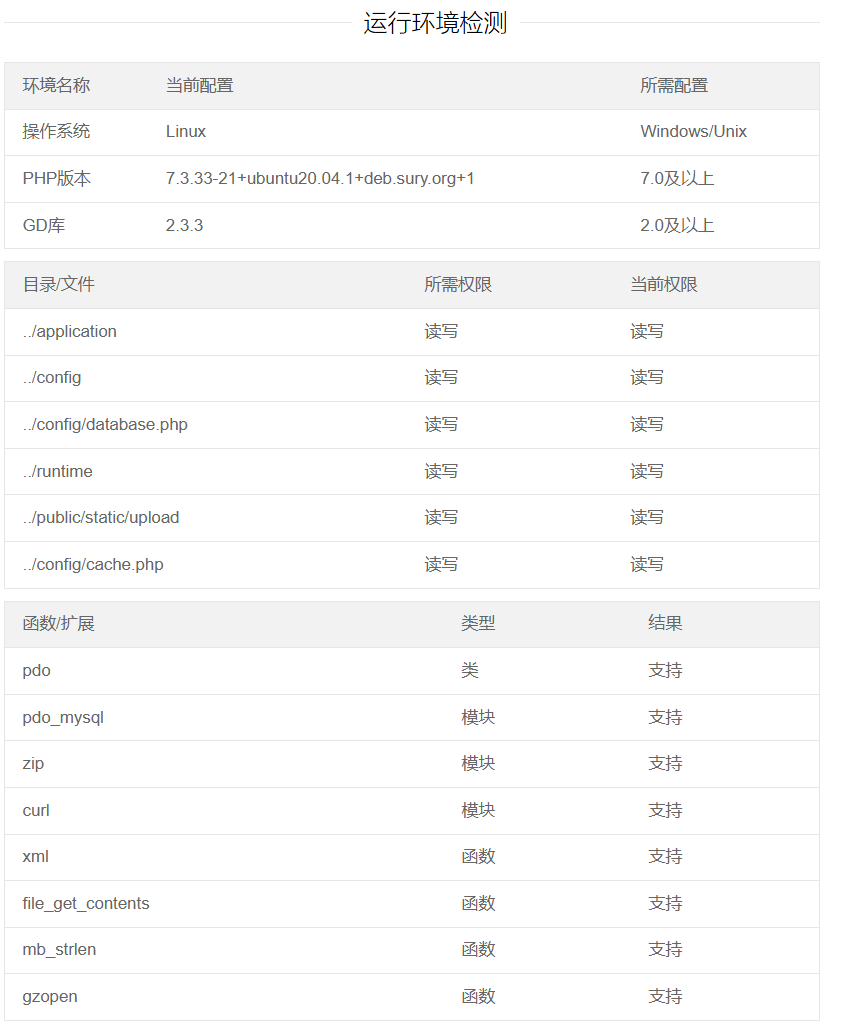 运行环境检测
环境名称 当前配置 所需配置
操作系统 Linux Windows/Unix
PHP版本 7.3.33-21+ubuntu20.04.1+deb.sury.org+1 7.0及以上
GD库 2.3.3 2.0及以上
目录/文件 所需权限 当前权限
../application 读写 读写
../config 读写 读写
../config/database.php 读写 读写
../runtime 读写 读写
../public/static/upload 读写 读写
../config/cache.php 读写 读写
函数/扩展 类型 结果
pdo 类 支持
pdo_mysql 模块 支持
zip 模块 支持
curl 模块 支持
xml 函数 支持
file_get_contents 函数 支持
mb_strlen 函数 支持
gzopen 函数 支持